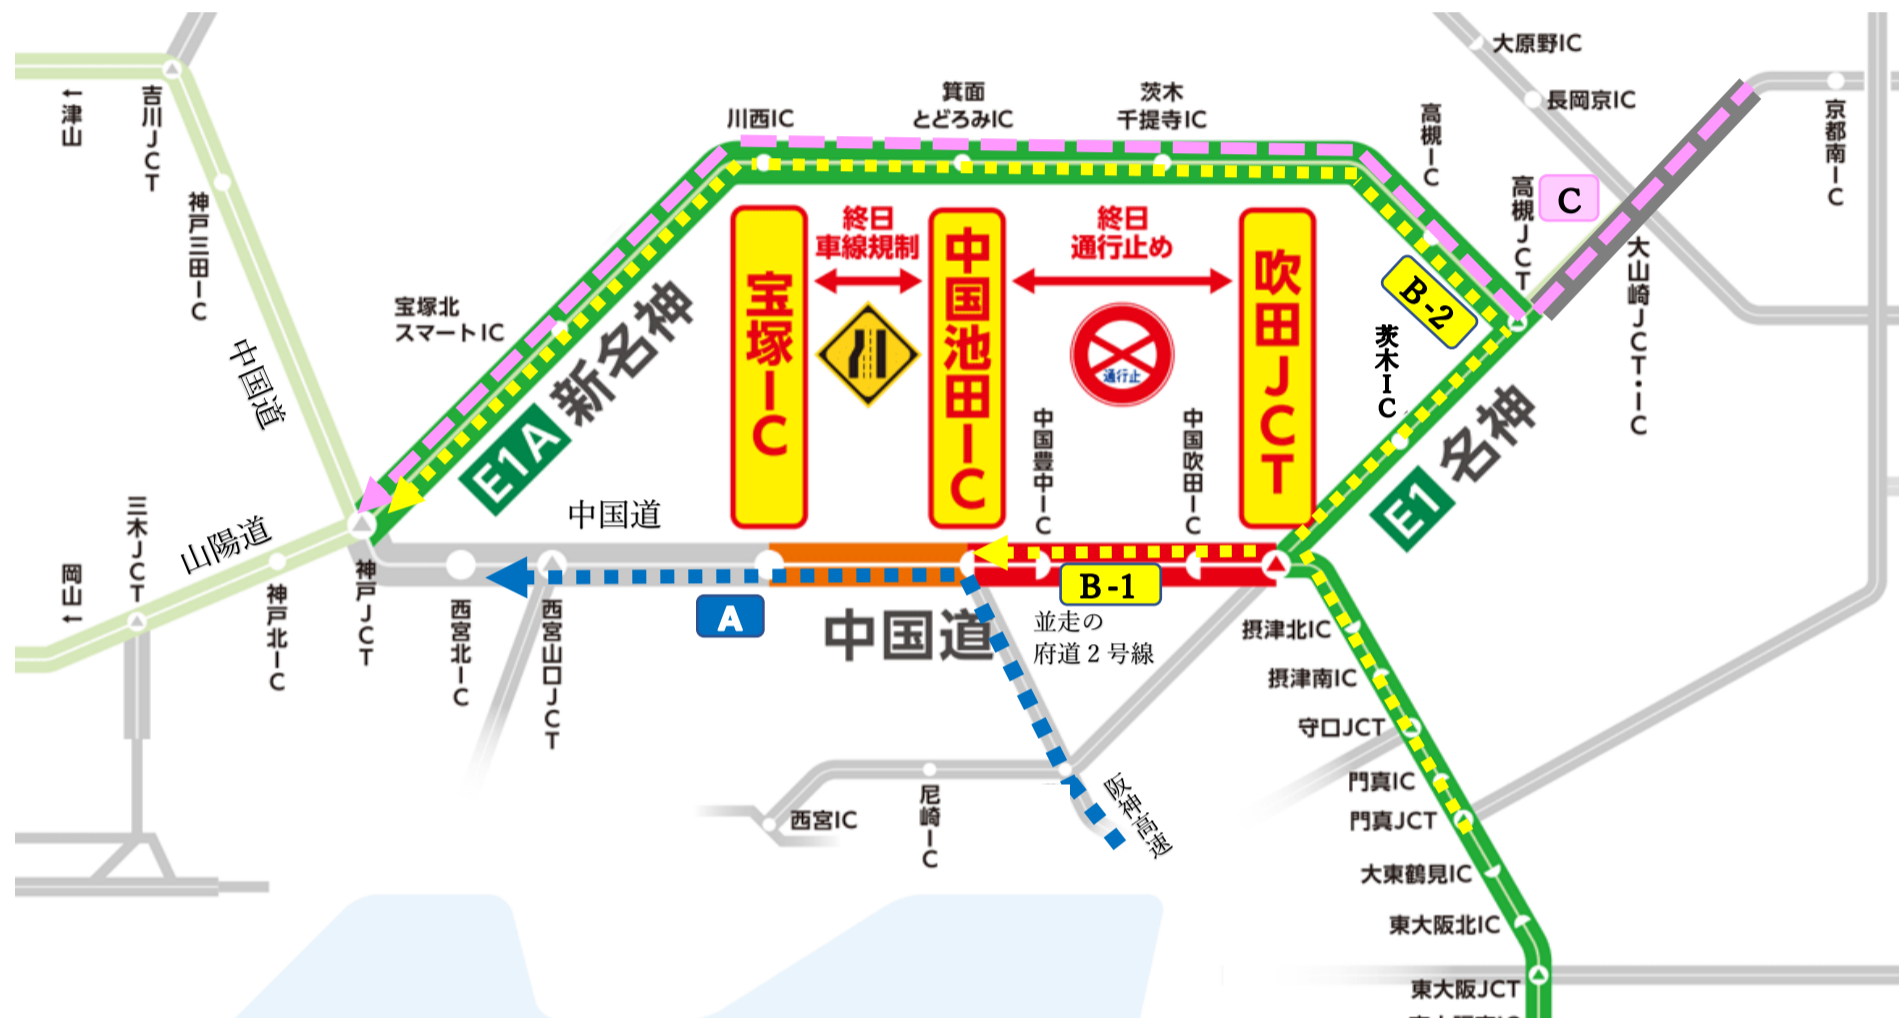 大原野IC
長岡京IC
京都南IC
大山崎JCT・IC
高槻IC
高槻JCT
C
茨木
千提寺IC
箕面
とどろみIC
川西IC
←津山
吉川JCT
神戸三田IC
中国道
宝塚北
スマートIC
E1A 新名神
宝塚IC
終日
車線規制
中国池田IC
終日
通行止め
通行止
吹田JCT
B-2
茨木IC
E1 名神
中国豊中IC
中国吹田IC
三木JCT
山陽道
岡山←
神戸北IC
神戸JCT
中国道
西宮北IC
西宮山口JCT
A
中国道
B-1
並走の
府道2号線
阪神高速
尼崎IC
西宮IC
摂津北IC
摂津南IC
守口JCT
門真IC
門真JCT
大東鶴見IC
東大阪北IC
東大阪JCT